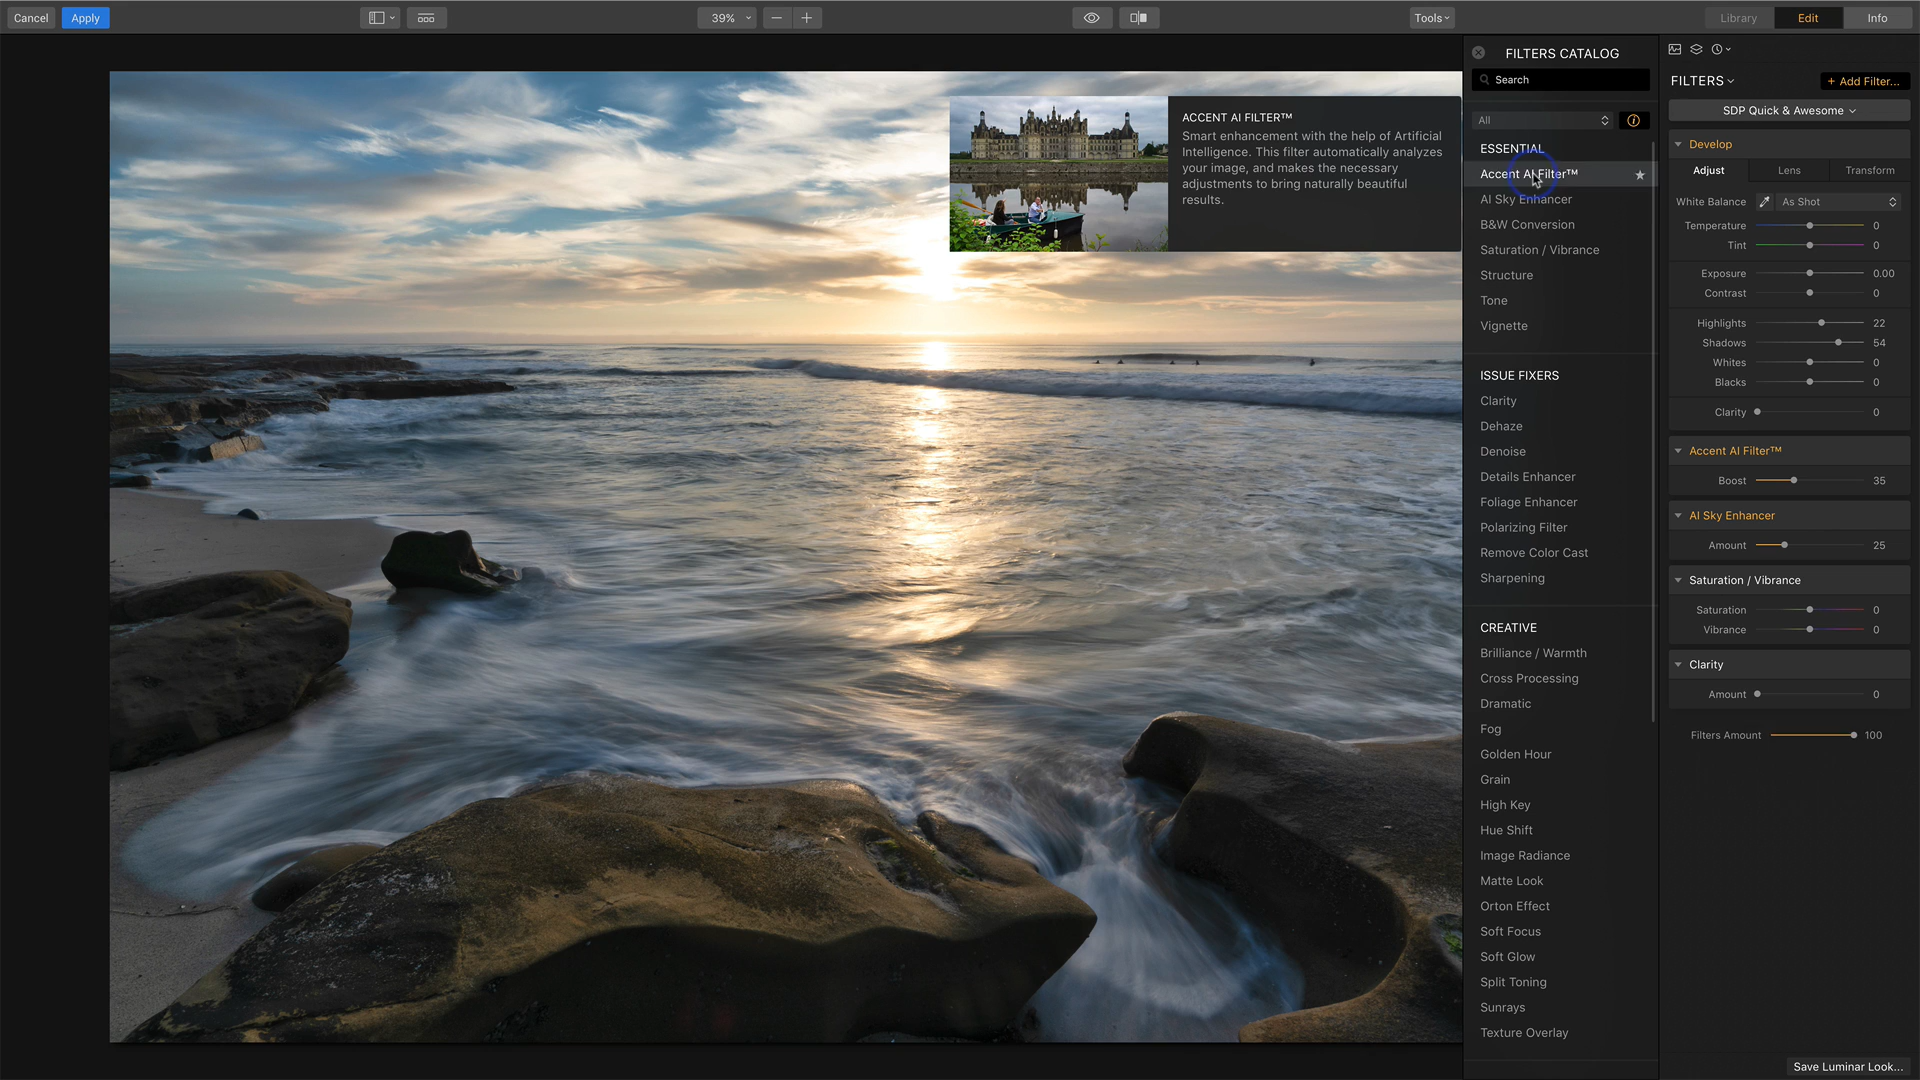 Cancel
Apply
39%
Tools
Library
Edit
Info
FILTERS CATALOG
Search
All
ESSENTIAL
Accent AI Filter™
AI Sky Enhancer
B&W Conversion
Saturation / Vibrance
Structure
Tone
Vignette
ISSUE FIXERS
Clarity
Dehaze
Denoise
Details Enhancer
Foliage Enhancer
Polarizing Filter
Remove Color Cast
Sharpening
CREATIVE
Brilliance / Warmth
Cross Processing
Dramatic
Fog
Golden Hour
Grain
High Key
Hue Shift
Image Radiance
Matte Look
Orton Effect
Soft Focus
Soft Glow
Split Toning
Sunrays
Texture Overlay
ACCENT AI FILTER™
Smart enhancement with the help of Artificial
Intelligence. This filter automatically analyzes
your image, and makes the necessary
adjustments to bring naturally beautiful
results.
FILTERS
+ Add Filter...
SDP Quick & Awesome
Develop
Adjust
Lens
Transform
White Balance As Shot
Temperature 0
Tint 0
Exposure 0.00
Contrast 0
Highlights 22
Shadows 54
Whites 0
Blacks 0
Clarity 0
Accent AI Filter™
Boost 35
AI Sky Enhancer
Amount 25
Saturation / Vibrance
Saturation 0
Vibrance 0
Clarity
Amount 0
Filters Amount 100
Save Luminar Look...